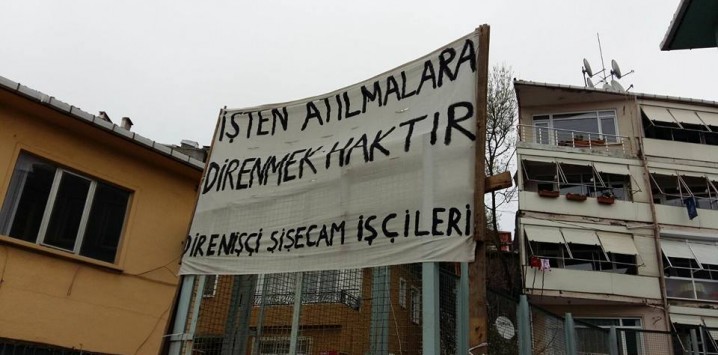 İŞTEN ATILMALARA
DİRENMEK HAKTIR
DİRENİŞÇİ ŞİŞECAM İŞÇİLERİ